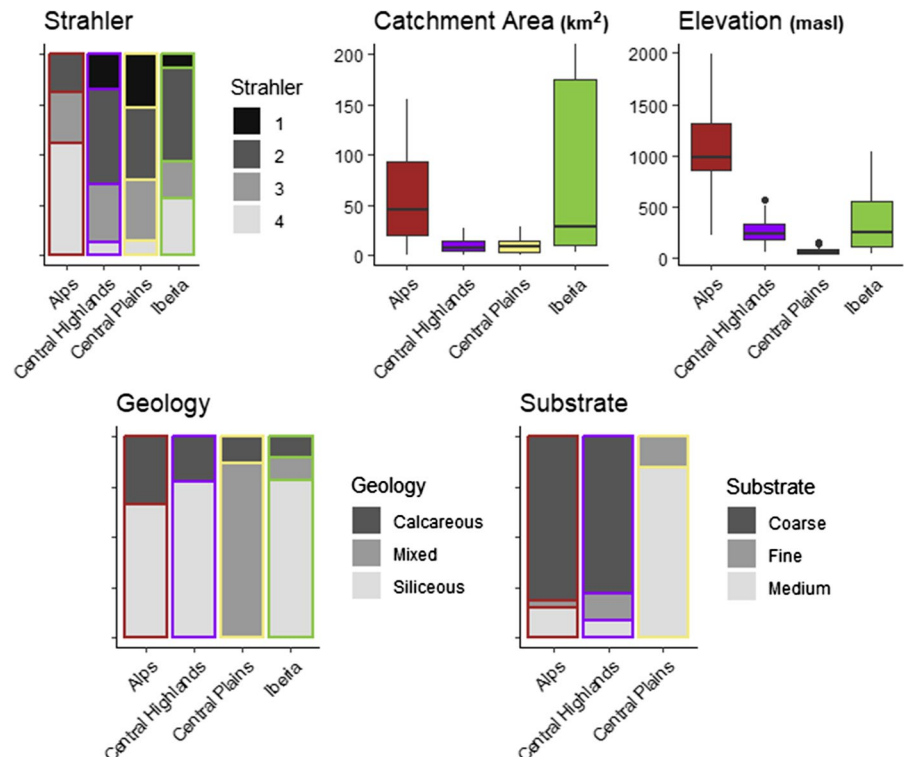 Strahler
Strahler
1
2
3
4
Alps
Central Highlands
Central Plains
Iberia
Catchment Area (km²)
200
150
100
50
0
Alps
Central Highlands
Central Plains
Iberia
Elevation (masl)
2000
1500
1000
500
0
Alps
Central Highlands
Central Plains
Iberia
Geology
Geology
Calcareous
Mixed
Siliceous
Alps
Central Highlands
Central Plains
Iberia
Substrate
Substrate
Coarse
Fine
Medium
Alps
Central Highlands
Central Plains